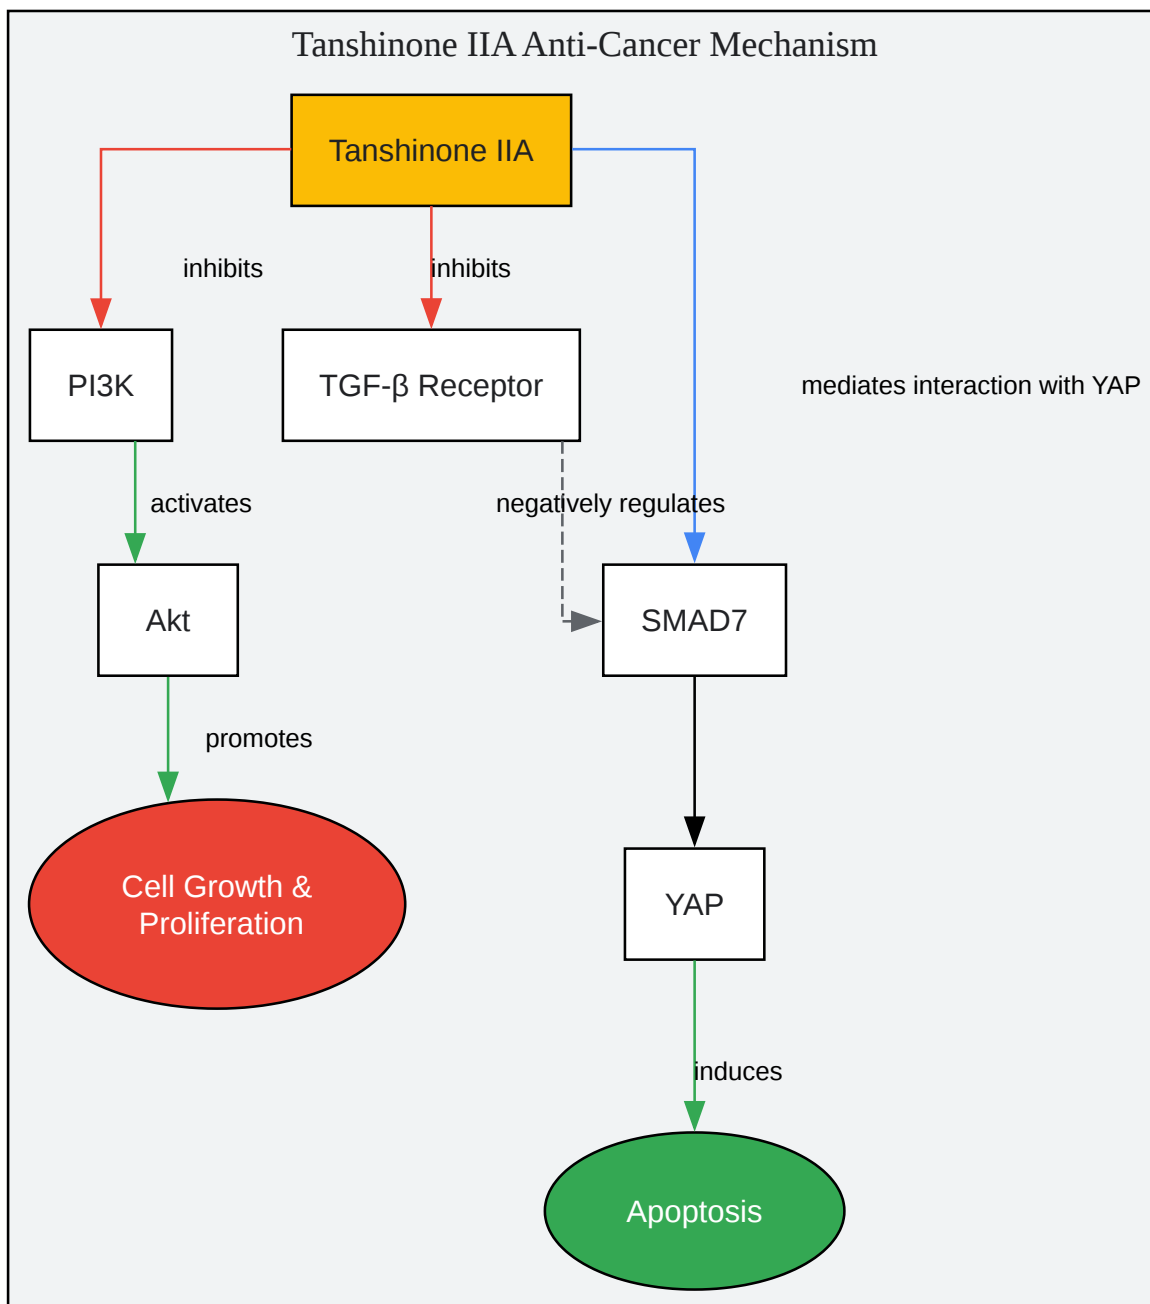 Tanshinone IIA Anti-Cancer Mechanism
Tanshinone IIA
inhibits
inhibits
PI3K
TGF-β Receptor
mediates interaction with YAP
activates
negatively regulates
Akt
SMAD7
promotes
Cell Growth &
Proliferation
YAP
induces
Apoptosis